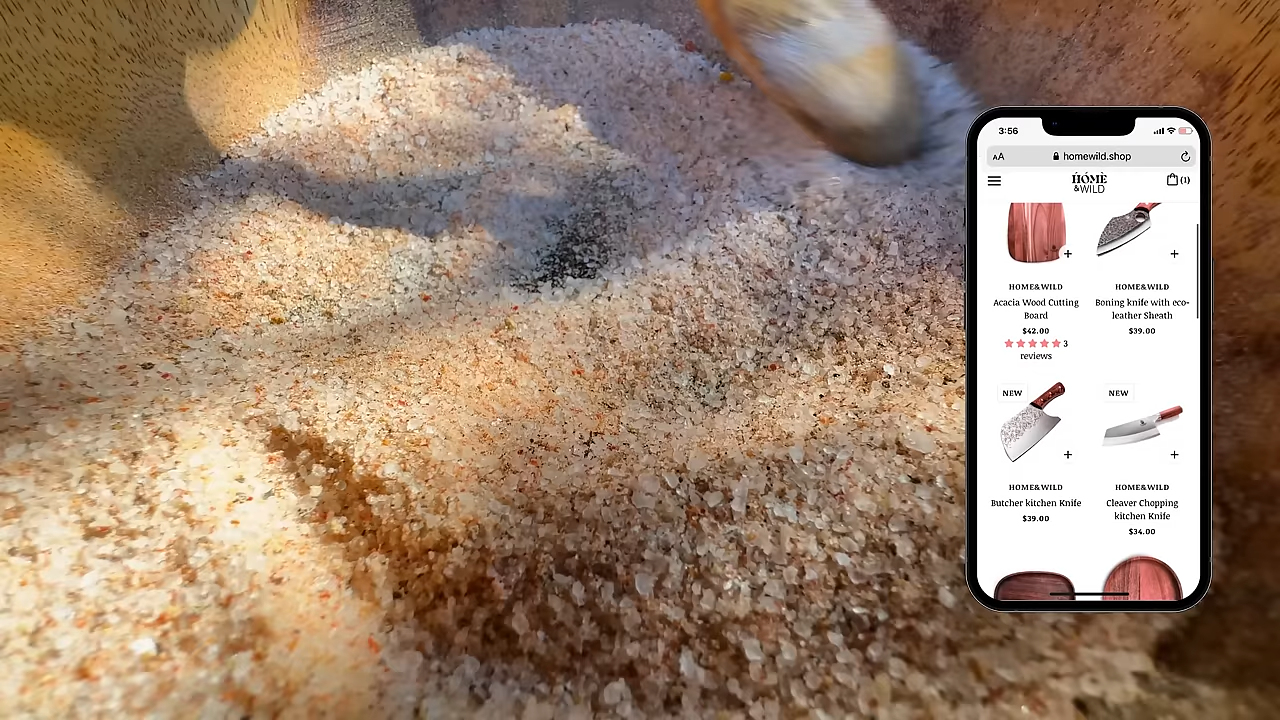 3:56
AA
homewild.shop
HOME
&WILD
(1)
HOME&WILD
Acacia Wood Cutting
Board
$42.00
3
reviews
HOME&WILD
Boning knife with eco-
leather Sheath
$39.00
NEW
HOME&WILD
Butcher kitchen Knife
$39.00
NEW
HOME&WILD
Cleaver Chopping
kitchen Knife
$34.00